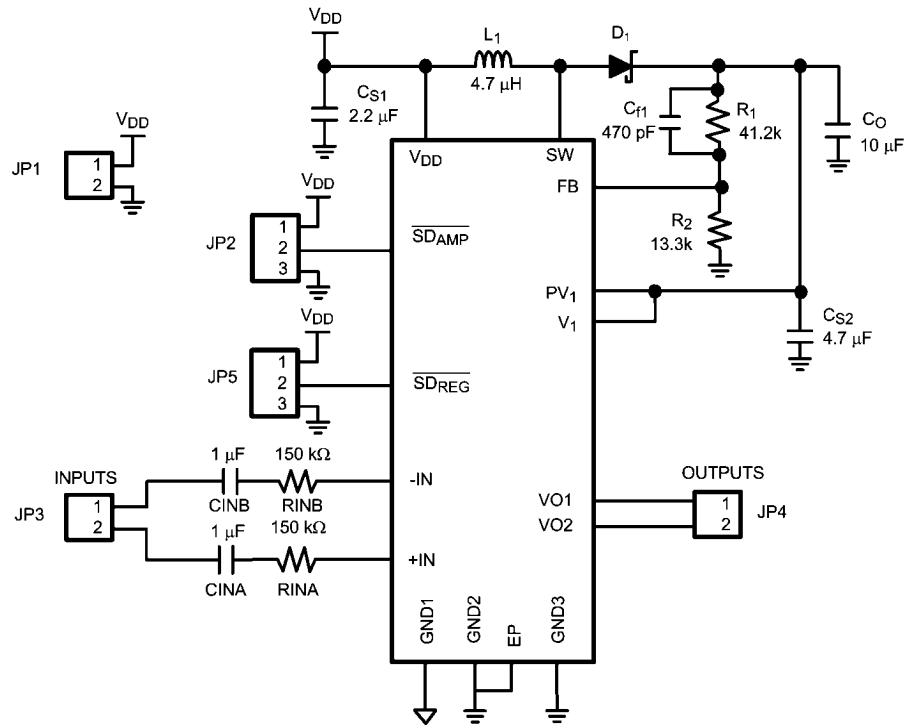 VDD
L1
4.7 μH
D1
CS1
2.2 μF
Cf1
470 pF
R1
41.2k
CO
10 μF
JP1
1
2
VDD
VDD
SW
FB
R2
13.3k
JP2
1
2
3
VDD
SDAMP
PV1
V1
CS2
4.7 μF
JP5
1
2
3
VDD
SDREG
INPUTS
JP3
1
2
1 μF
CINB
150 kΩ
RINB
-IN
1 μF
CINA
150 kΩ
RINA
+IN
VO1
VO2
OUTPUTS
1
2
JP4
GND1
GND2
EP
GND3